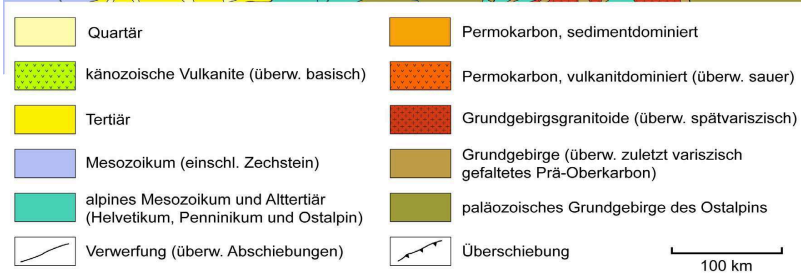 Quartär
känozoische Vulkanite (überw. basisch)
Tertiär
Mesozoikum (einschl. Zechstein)
alpines Mesozoikum und Alttertiär
(Helvetikum, Penninikum und Ostalpin)
Verwerfung (überw. Abschiebungen)
Permokarbon, sedimentdominiert
Permokarbon, vulkanitdominiert (überw. sauer)
Grundgebirgsgranitoide (überw. spätvariszisch)
Grundgebirge (überw. zuletzt variszisch
gefaltetes Prä-Oberkarbon)
paläozoisches Grundgebirge des Ostalpins
Überschiebung
100 km